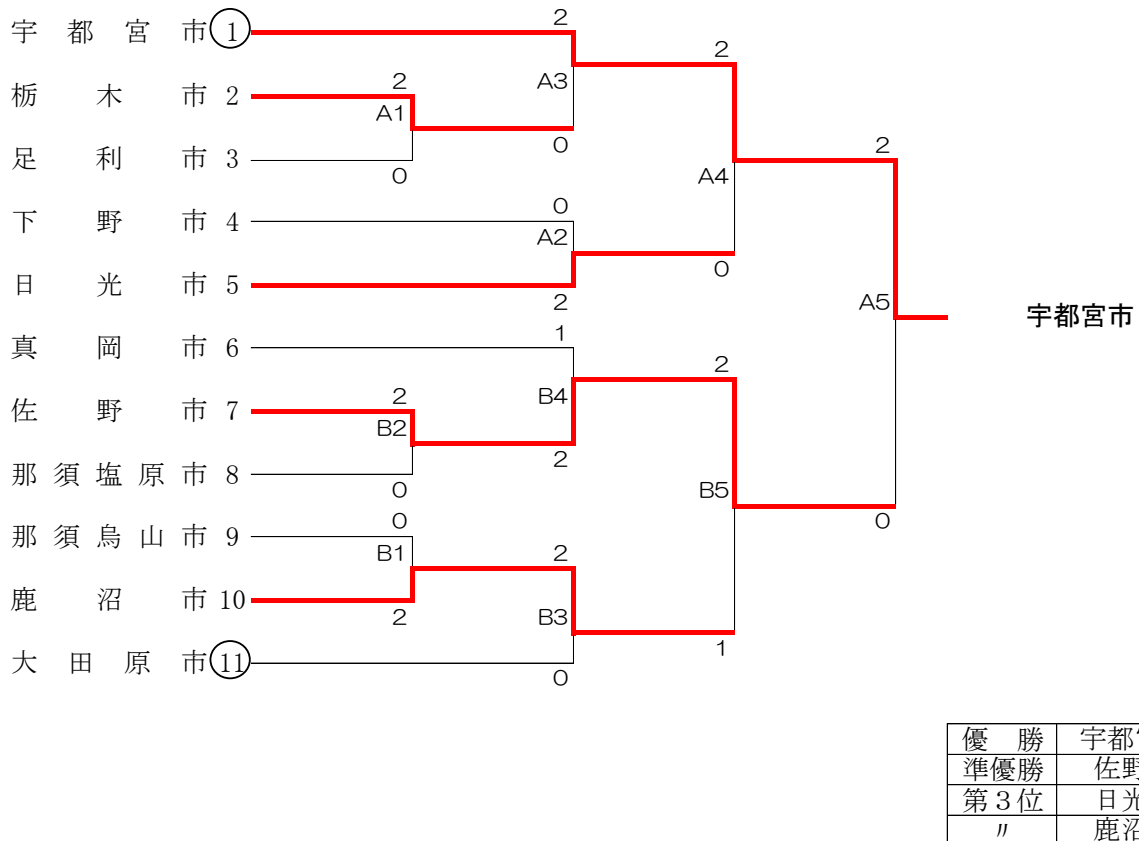 2
宇都宮市 1
2
2
A3
栃木市 2
A1
0
2
足利市 3
0
A4
0
下野市 4
A2
0
日光市 5
2
A5
宇都宮市
1
真岡市 6
2
2
B4
佐野市 7
B2
2
那須塩原市 8
0
B5
0
0
那須烏山市 9
B1
2
鹿沼市 10
2
B3
1
大田原市 11
0
優勝 宇都
準優勝 佐野
第3位 日光
〃 鹿沼